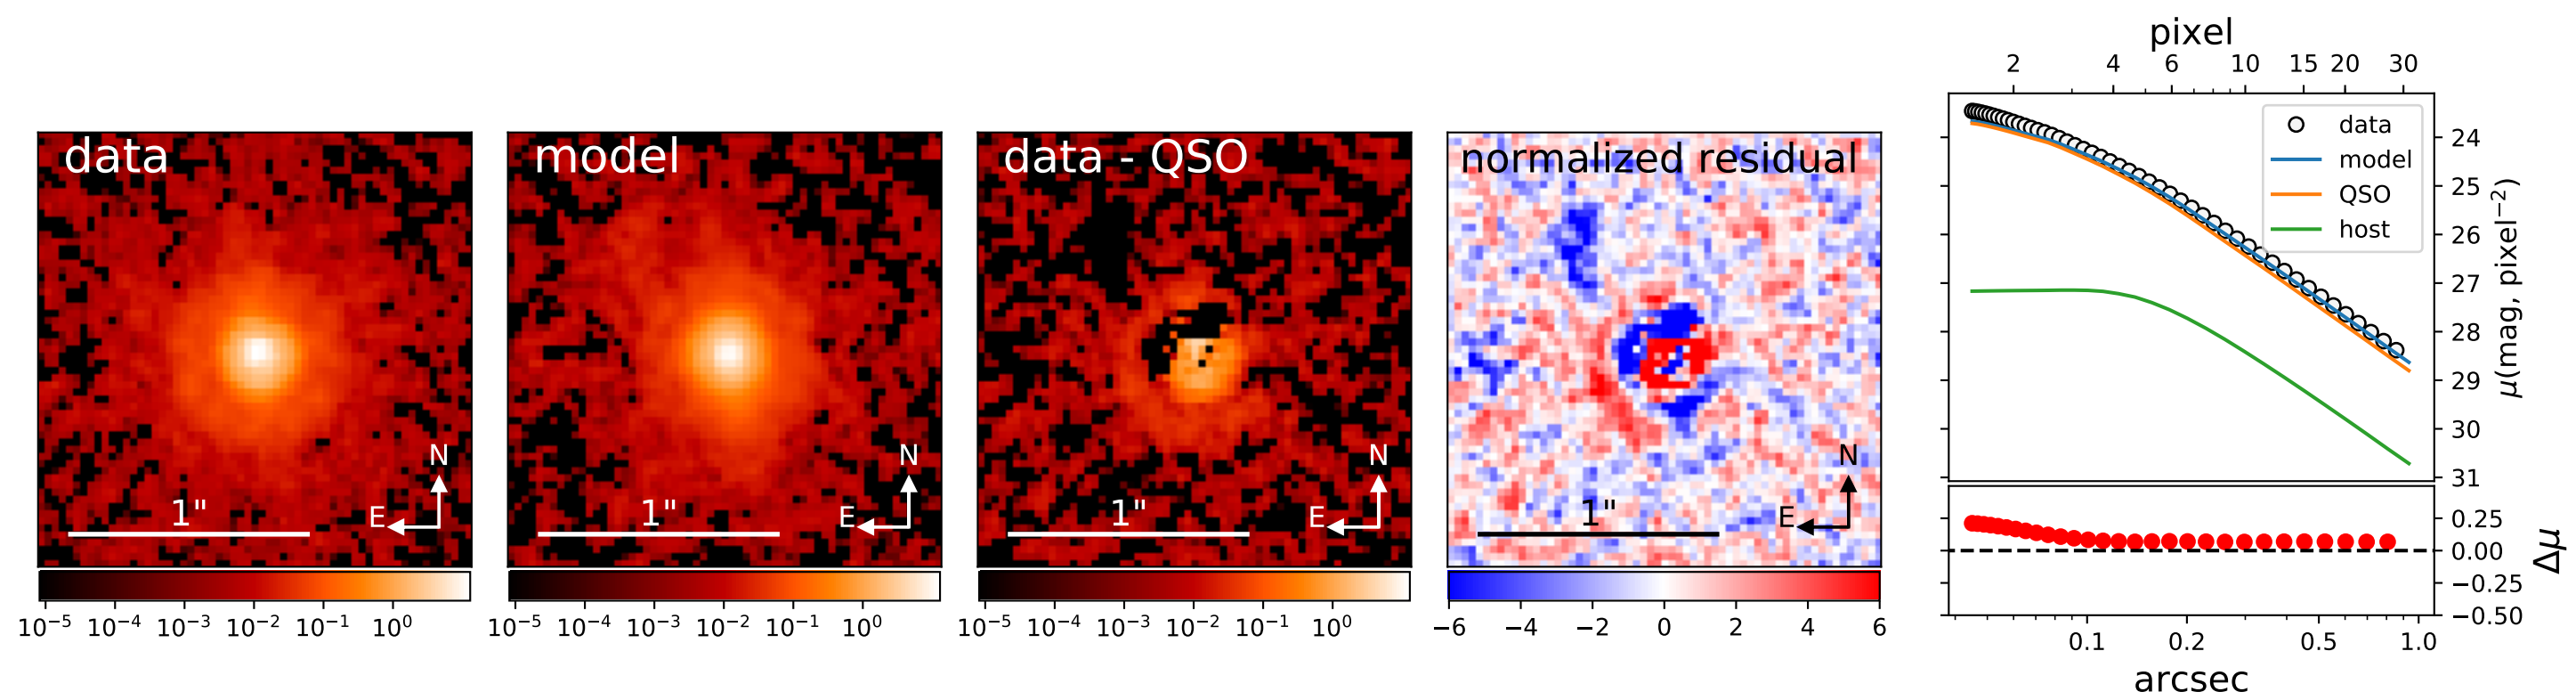 data
N
E
1"
10⁻⁵ 10⁻⁴ 10⁻³ 10⁻² 10⁻¹ 10⁰
model
N
E
1"
10⁻⁵ 10⁻⁴ 10⁻³ 10⁻² 10⁻¹ 10⁰
data - QSO
N
E
1"
10⁻⁵ 10⁻⁴ 10⁻³ 10⁻² 10⁻¹ 10⁰
normalized residual
N
E
1"
−6 −4 −2 0 2 4 6
pixel
2 4 6 10 15 20 30
data
model
QSO
host
24
25
26
27
28
29
30
31
μ(mag, pixel⁻²)
0.25
0.00
−0.25
−0.50
Δμ
0.1 0.2 0.5 1.0
arcsec